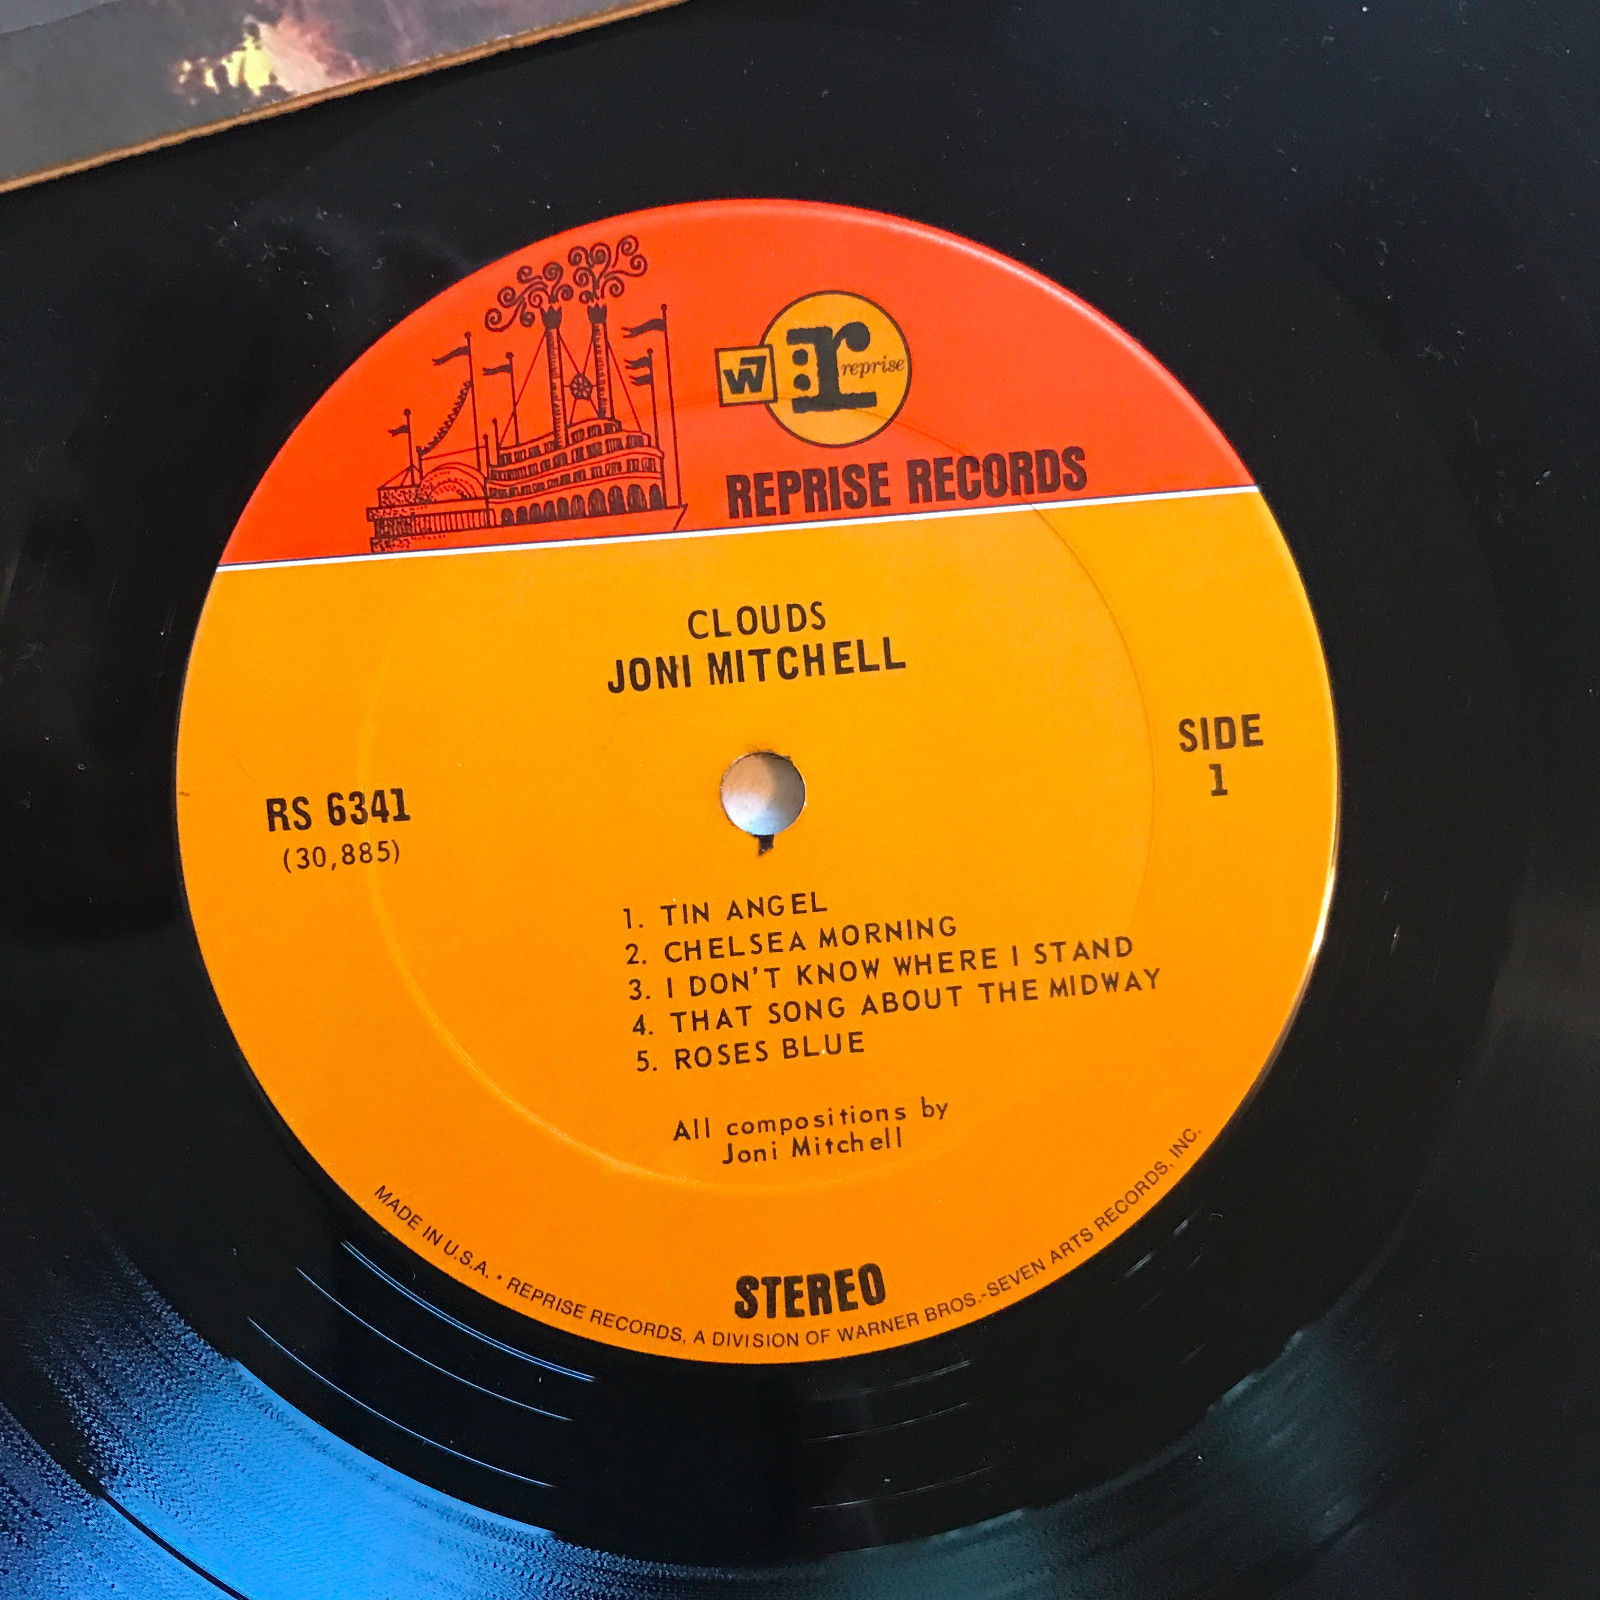 W7
r:
reprise
REPRISE RECORDS
CLOUDS
JONI MITCHELL
SIDE
1
RS 6341
(30,885)
1. TIN ANGEL
2. CHELSEA MORNING
3. I DON'T KNOW WHERE I STAND
4. THAT SONG ABOUT THE MIDWAY
5. ROSES BLUE
All compositions by
Joni Mitchell
STEREO
MADE IN U.S.A. • REPRISE RECORDS, A DIVISION OF WARNER BROS.-SEVEN ARTS RECORDS, INC.